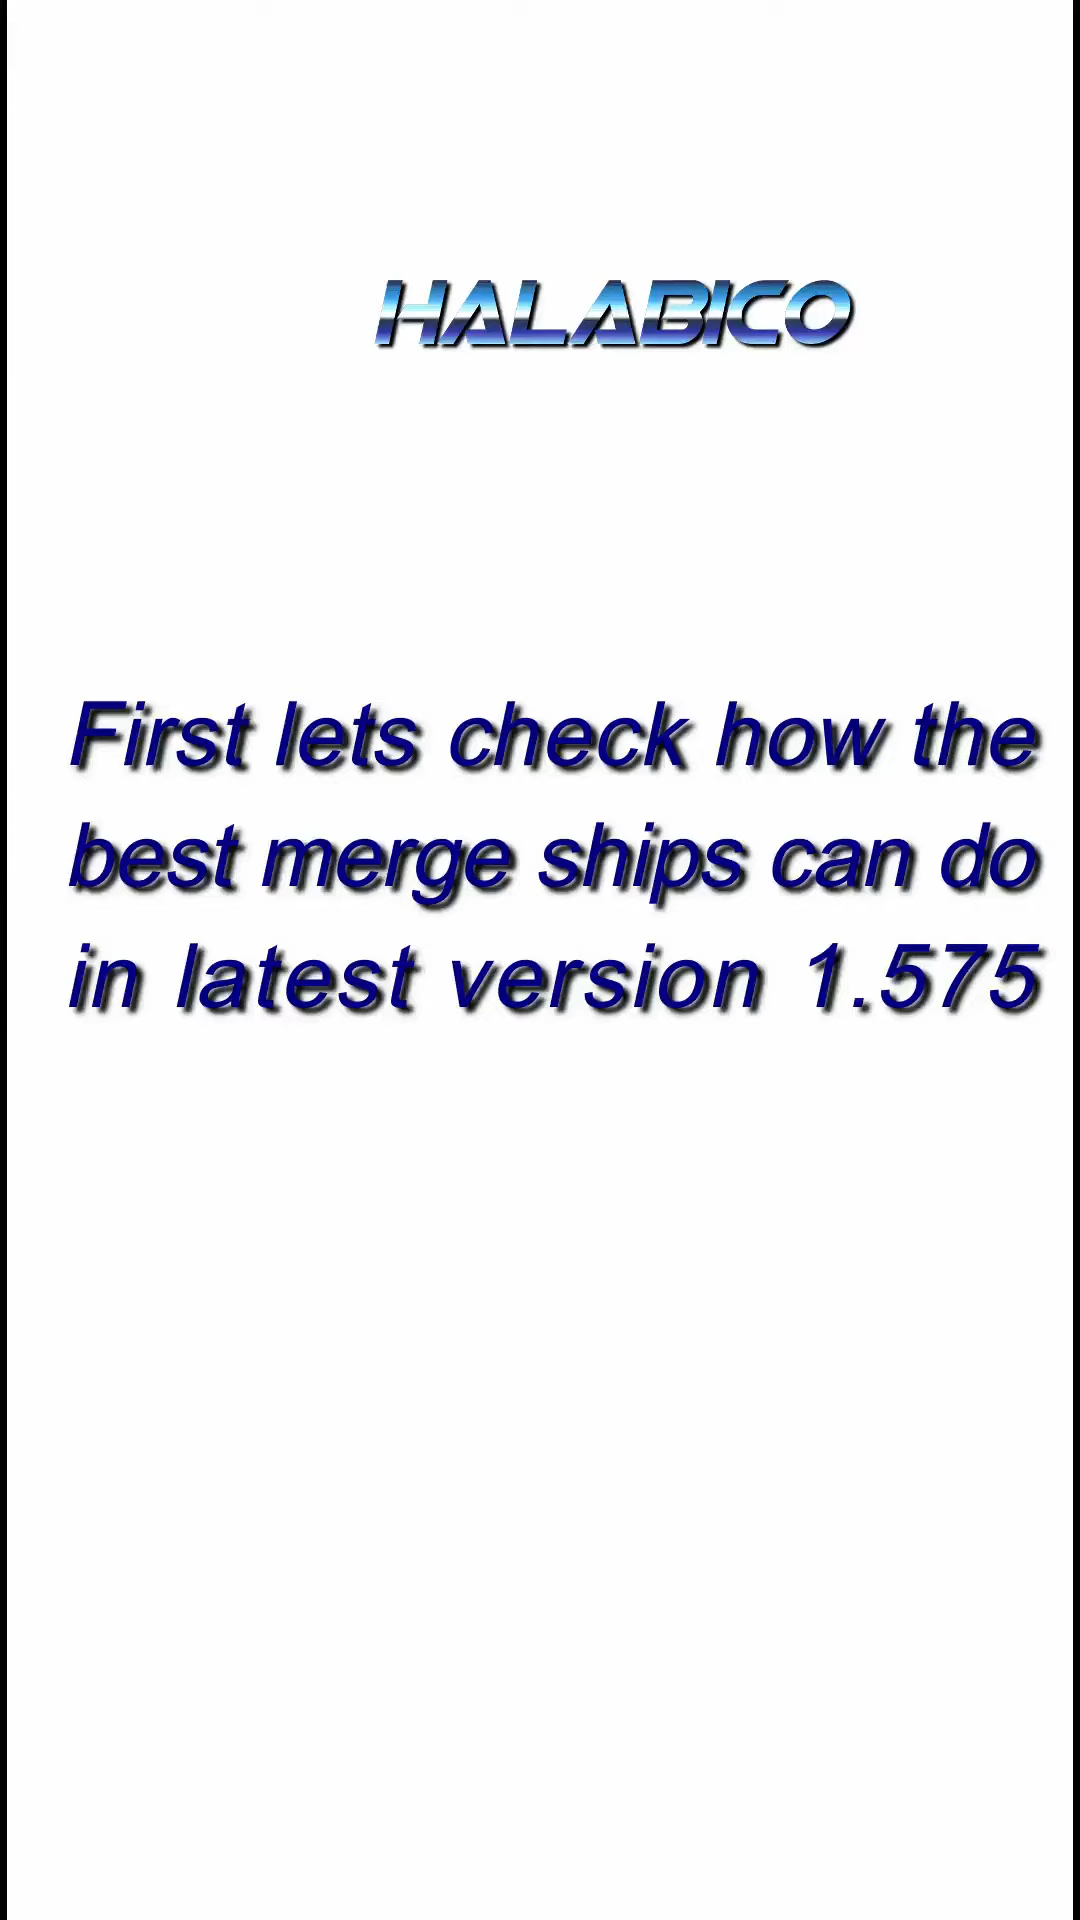 HALABICO
First lets check how the
best merge ships can do
in latest version 1.575